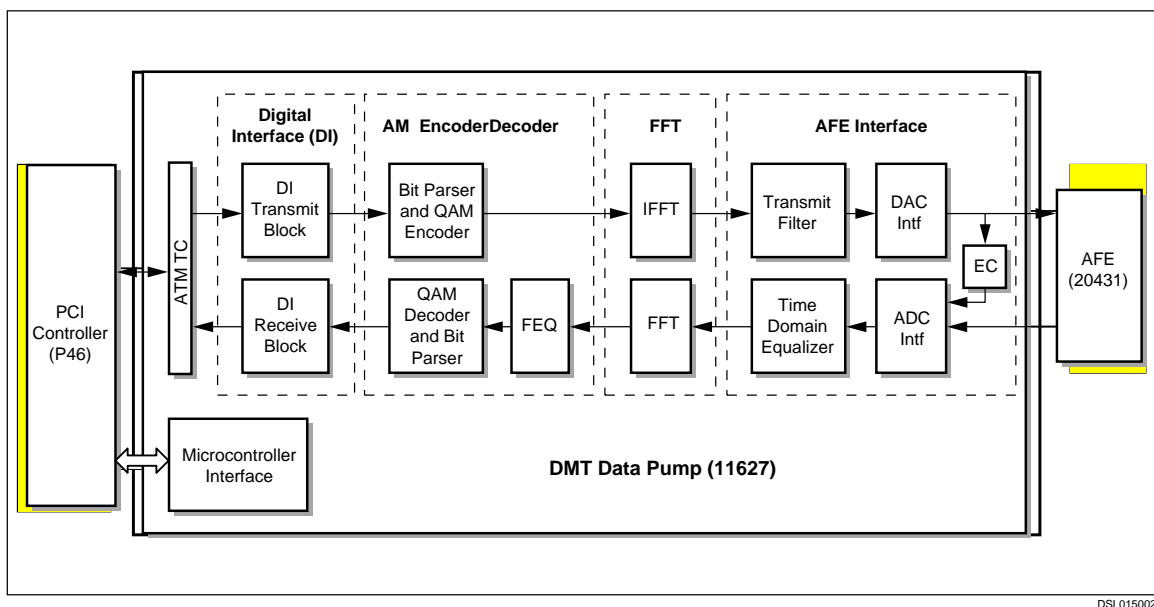 Digital
Interface (DI)
AM  EncoderDecoder
FFT
AFE Interface
PCI
Controller
(P46)
ATM TC
DI
Transmit
Block
Bit Parser
and QAM
Encoder
IFFT
Transmit
Filter
DAC
Intf
EC
AFE
(20431)
DI
Receive
Block
QAM
Decoder
and Bit
Parser
FEQ
FFT
Time
Domain
Equalizer
ADC
Intf
Microcontroller
Interface
DMT Data Pump (11627)
DSL015002